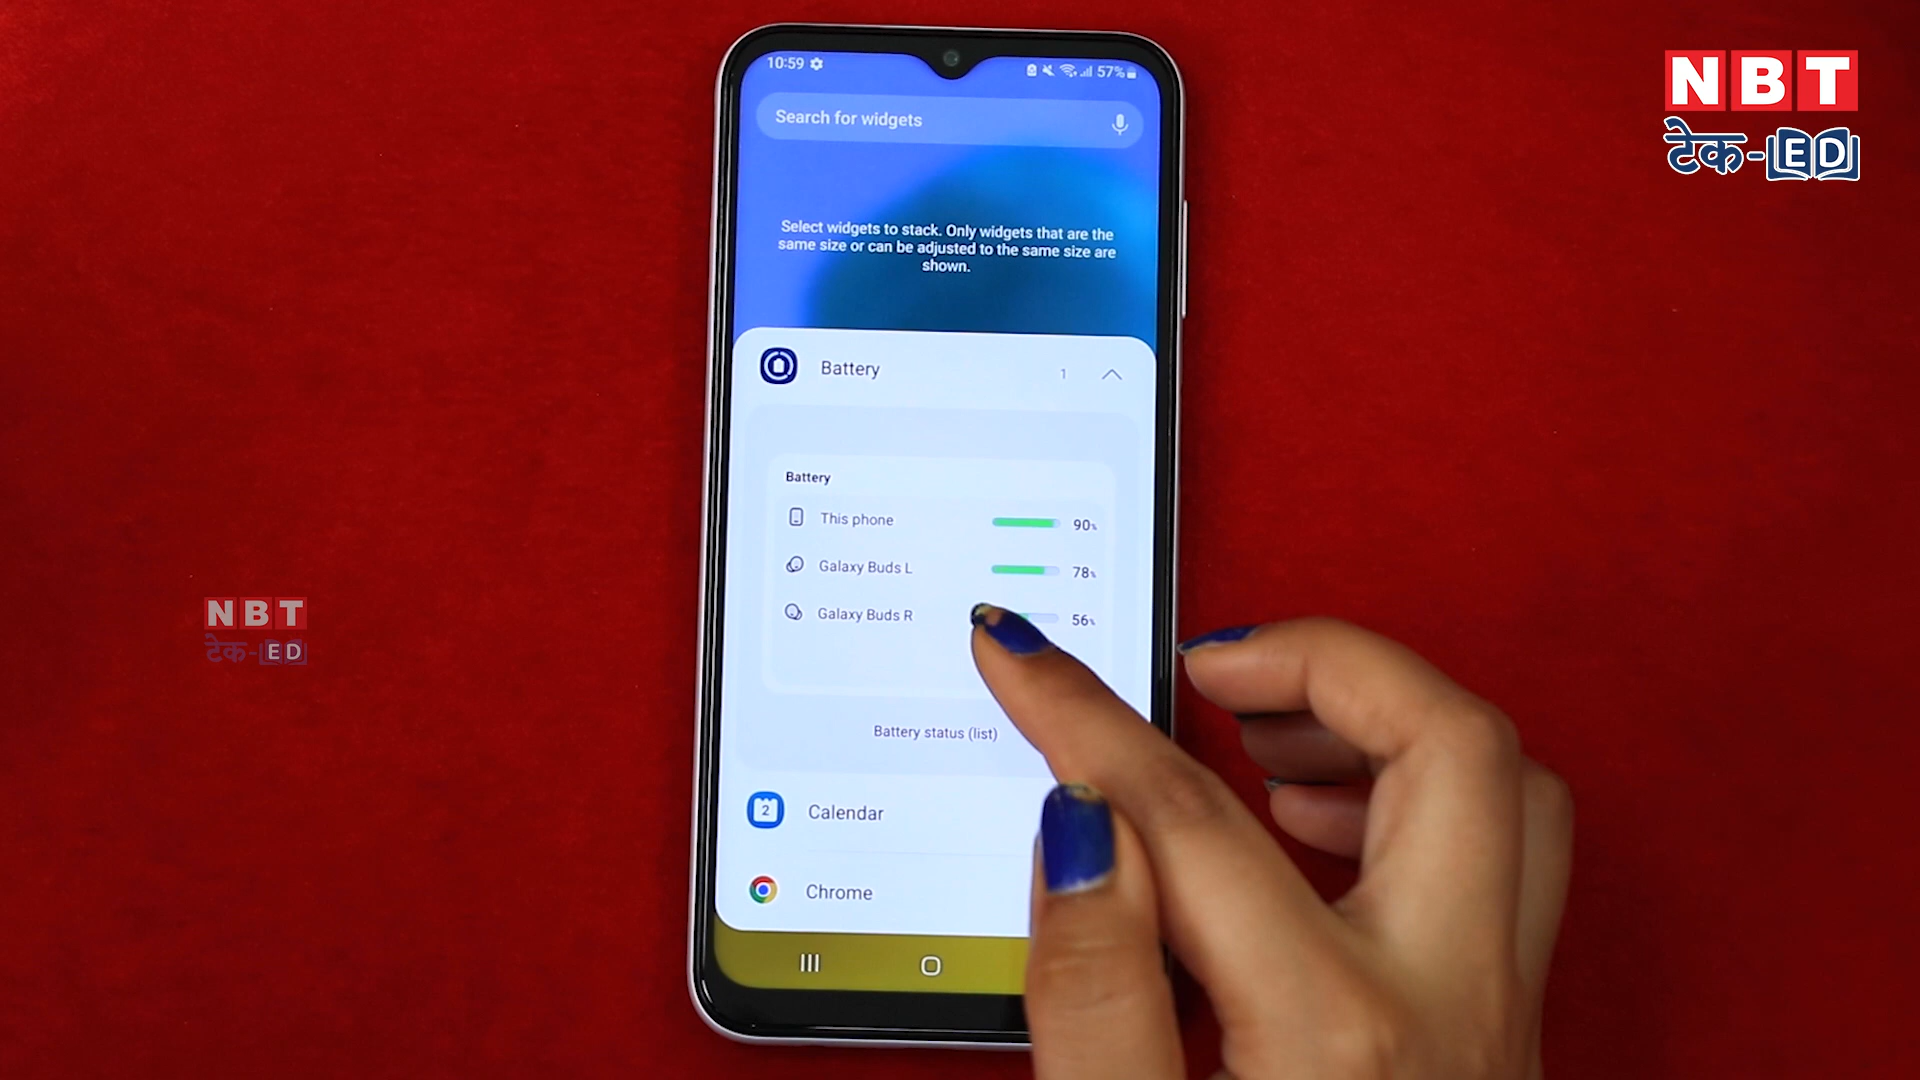 10:59
57%
Search for widgets
Select widgets to stack. Only widgets that are the
same size or can be adjusted to the same size are
shown.
Battery 1
Battery
This phone 90%
Galaxy Buds L 78%
Galaxy Buds R 56%
Battery status (list)
2 Calendar
Chrome
NBT
टेक-ED
NBT
टेक-ED